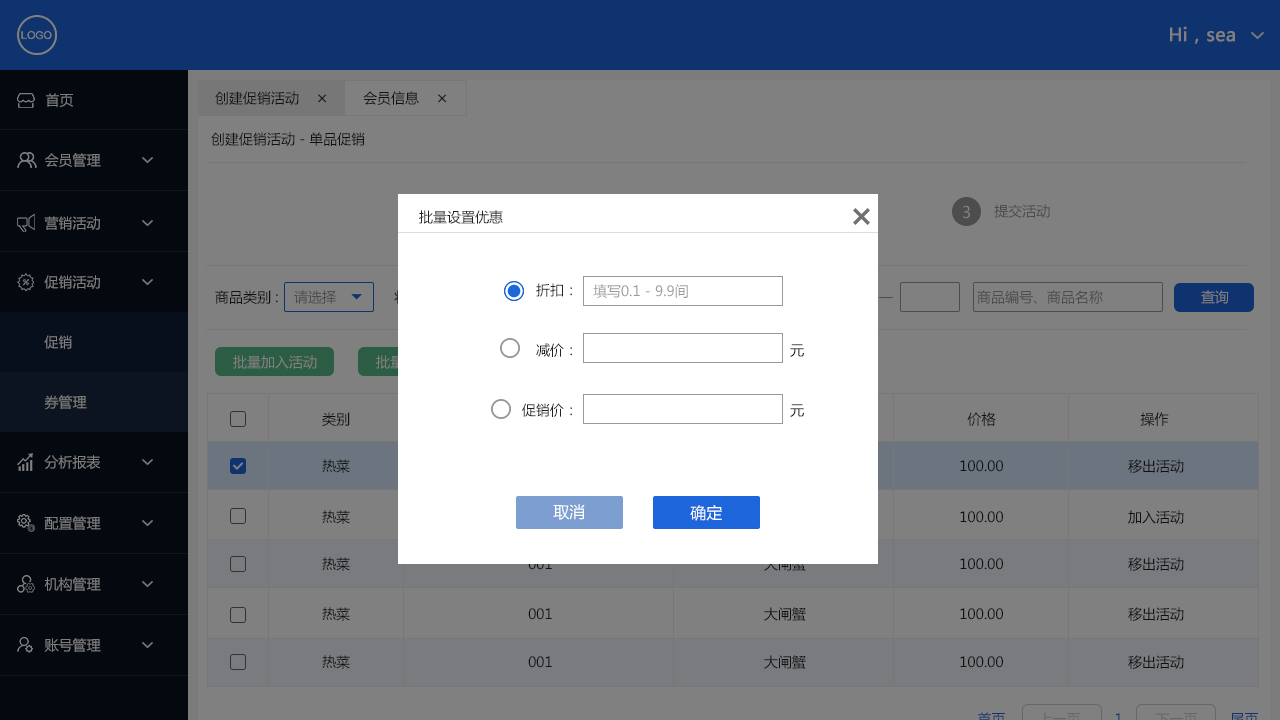 LOGO
Hi , sea
首页
会员管理
营销活动
促销活动
促销
券管理
分析报表
配置管理
机构管理
账号管理
创建促销活动 ×
会员信息 ×
创建促销活动 - 单品促销
3 提交活动
商品类别 : 请选择
—
商品编号、商品名称
查询
批量加入活动
批量
批量设置优惠
折扣 : 填写0.1 - 9.9间
减价 : 元
促销价 : 元
取消 确定
类别 价格 操作
热菜 100.00 移出活动
热菜 100.00 加入活动
热菜 001 大闸蟹 100.00 移出活动
热菜 001 大闸蟹 100.00 移出活动
热菜 001 大闸蟹 100.00 移出活动
首页 上一页 1 下一页 尾页